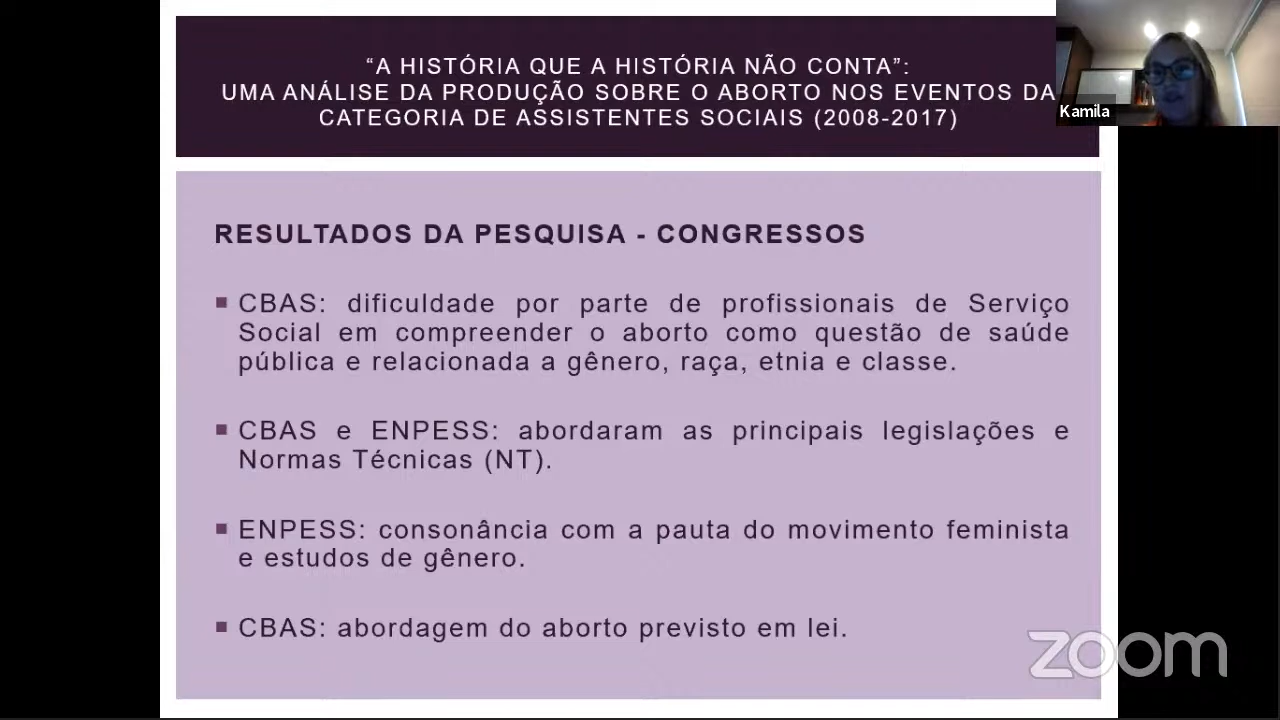 “A HISTÓRIA QUE A HISTÓRIA NÃO CONTA”:
UMA ANÁLISE DA PRODUÇÃO SOBRE O ABORTO NOS EVENTOS DA
CATEGORIA DE ASSISTENTES SOCIAIS (2008-2017)
Kamila
RESULTADOS DA PESQUISA - CONGRESSOS
▪ CBAS: dificuldade por parte de profissionais de Serviço
Social em compreender o aborto como questão de saúde
pública e relacionada a gênero, raça, etnia e classe.
▪ CBAS e ENPESS: abordaram as principais legislações e
Normas Técnicas (NT).
▪ ENPESS: consonância com a pauta do movimento feminista
e estudos de gênero.
▪ CBAS: abordagem do aborto previsto em lei.
zoom